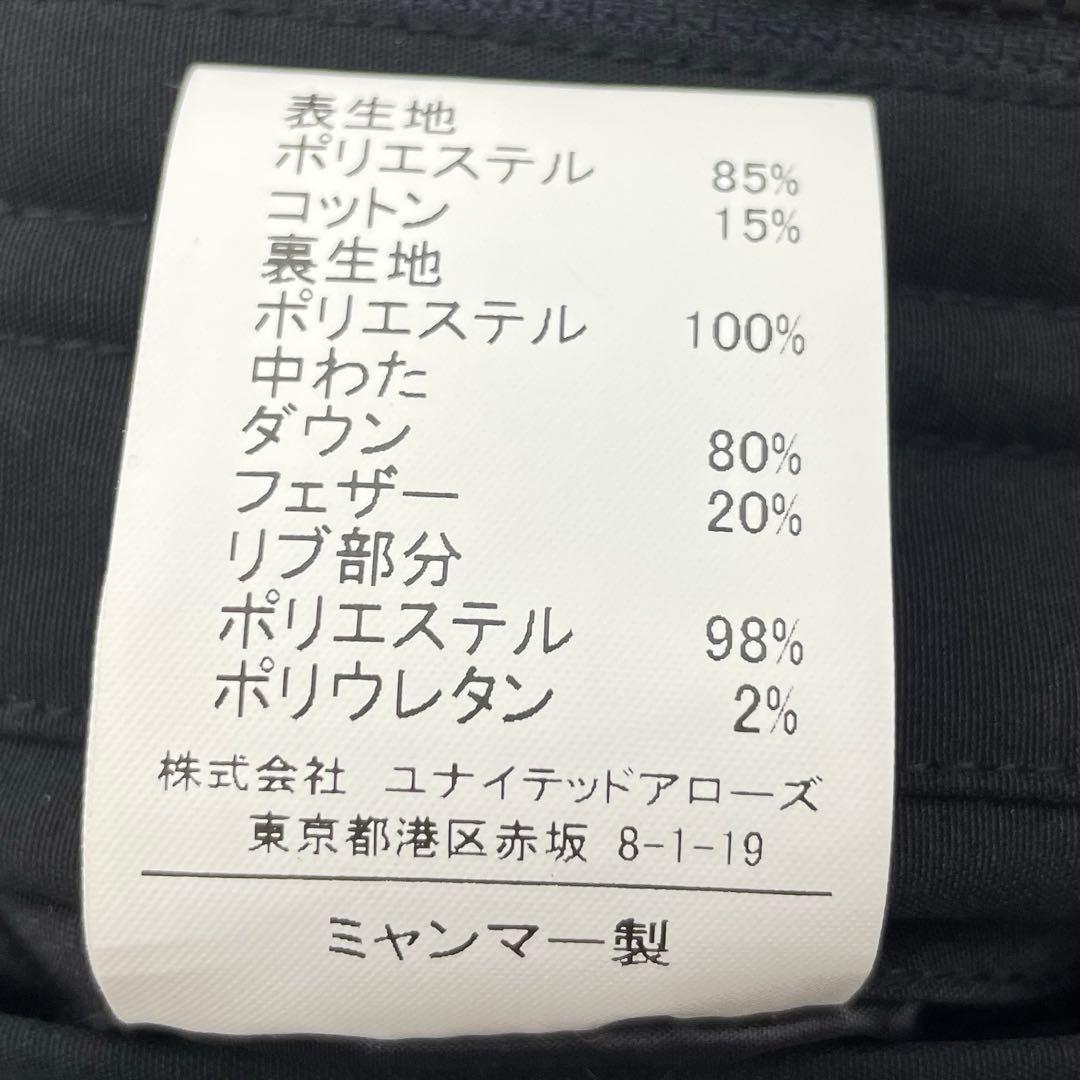 表生地
ポリエステル 85%
コットン 15%
裏生地
ポリエステル 100%
中わた
ダウン 80%
フェザー 20%
リブ部分
ポリエステル 98%
ポリウレタン 2%
株式会社 ユナイテッドアローズ
東京都港区赤坂 8-1-19
ミャンマー製